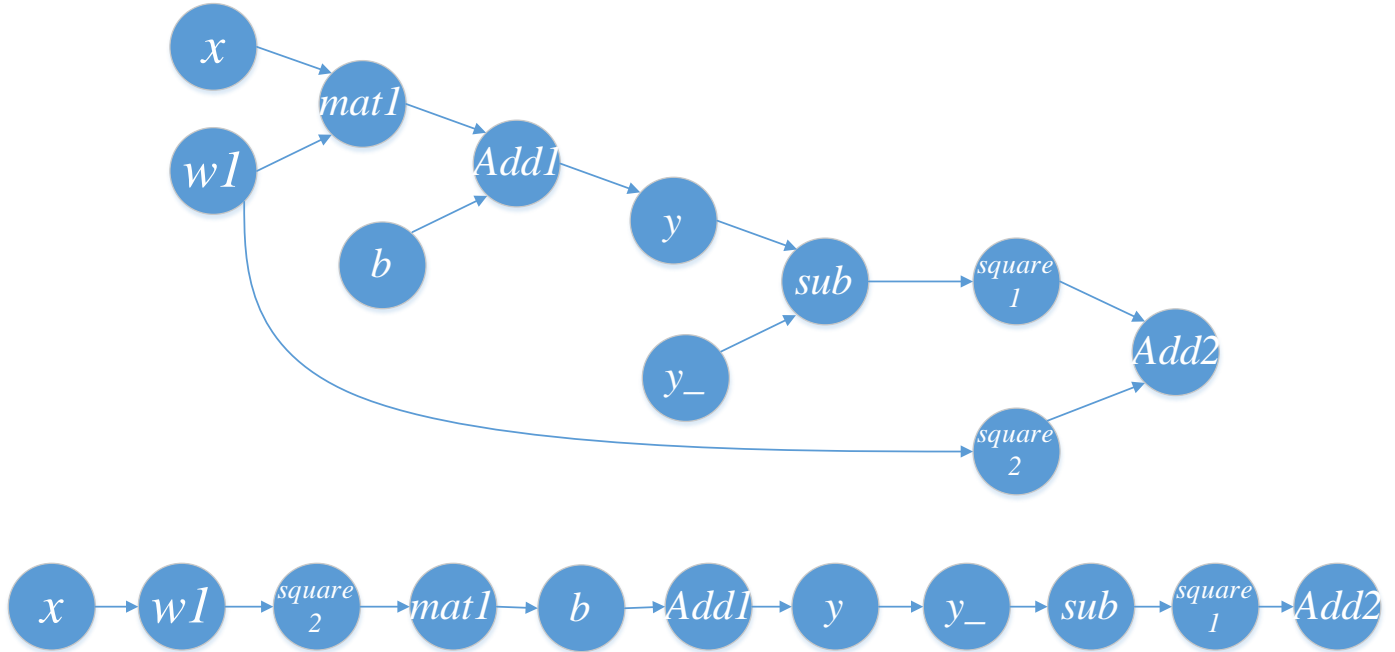 x
mat1
w1
Add1
b
y
sub
square
1
y_
Add2
square
2
x
w1
square
2
mat1
b
Add1
y
y_
sub
square
1
Add2